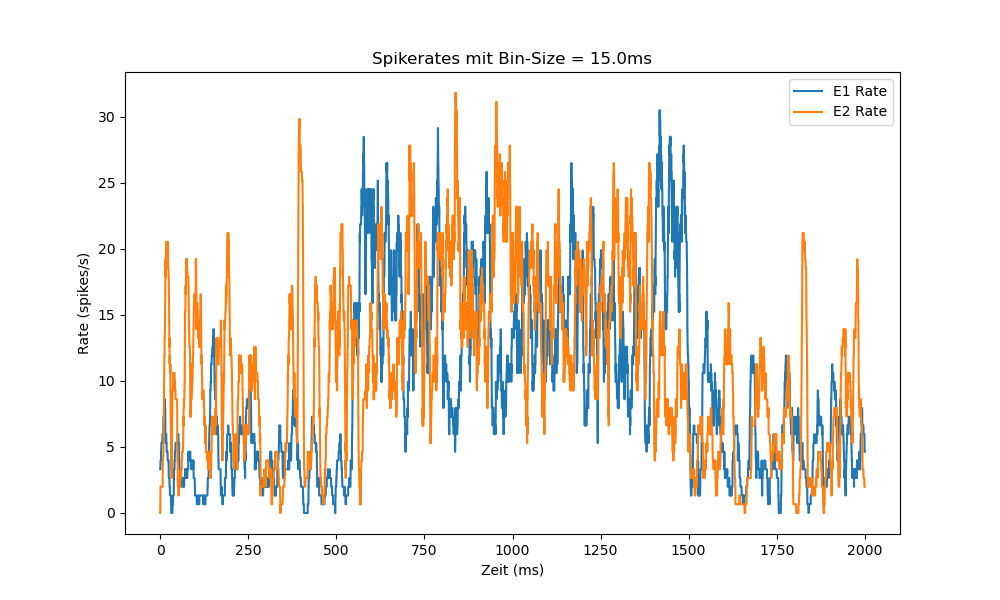 Spikerates mit Bin-Size = 15.0ms
E1 Rate
E2 Rate
Rate (spikes/s)
30
25
20
15
10
5
0
0 250 500 750 1000 1250 1500 1750 2000
Zeit (ms)